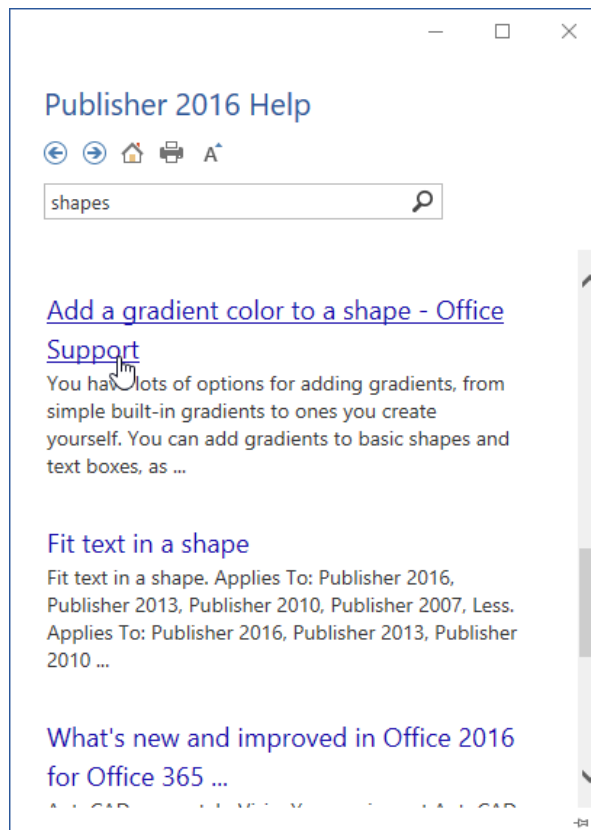 Publisher 2016 Help
A
shapes
Add a gradient color to a shape - Office
Support
You have lots of options for adding gradients, from
simple built-in gradients to ones you create
yourself. You can add gradients to basic shapes and
text boxes, as ...
Fit text in a shape
Fit text in a shape. Applies To: Publisher 2016,
Publisher 2013, Publisher 2010, Publisher 2007, Less.
Applies To: Publisher 2016, Publisher 2013, Publisher
2010 ...
What's new and improved in Office 2016
for Office 365 ...